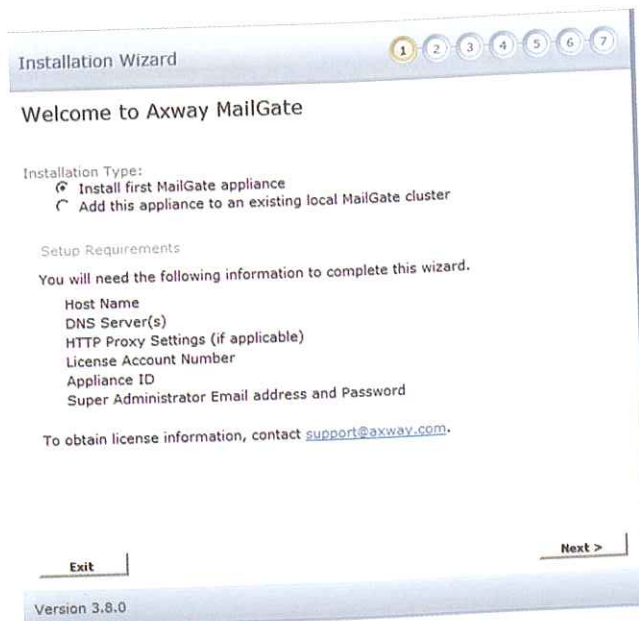 Installation Wizard
1 2 3 4 5 6 7
Welcome to Axway MailGate
Installation Type:
Install first MailGate appliance
Add this appliance to an existing local MailGate cluster
Setup Requirements
You will need the following information to complete this wizard.
Host Name
DNS Server(s)
HTTP Proxy Settings (if applicable)
License Account Number
Appliance ID
Super Administrator Email address and Password
To obtain license information, contact support@axway.com.
Exit
Next >
Version 3.8.0